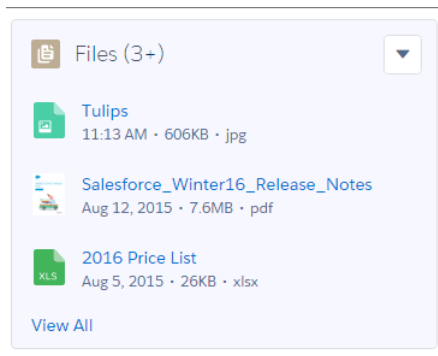 Files (3+)
Tulips
11:13 AM • 606KB • jpg
Salesforce_Winter16_Release_Notes
Aug 12, 2015 • 7.6MB • pdf
XLS
2016 Price List
Aug 5, 2015 • 26KB • xlsx
View All